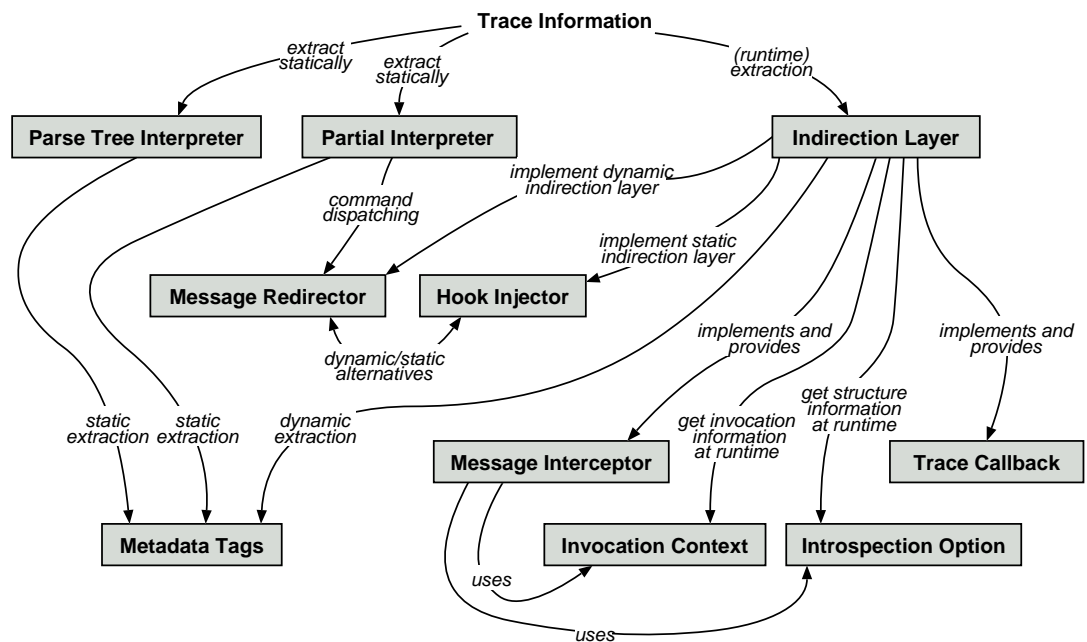 Trace Information
extract
statically
extract
statically
(runtime)
extraction
Parse Tree Interpreter
Partial Interpreter
Indirection Layer
implement dynamic
indirection layer
command
dispatching
implement static
indirection layer
Message Redirector
Hook Injector
dynamic/static
alternatives
implements and
provides
implements and
provides
static
extraction
static
extraction
dynamic
extraction
get invocation
information
at runtime
get structure
information
at runtime
Message Interceptor
Trace Callback
Metadata Tags
Invocation Context
Introspection Option
uses
uses